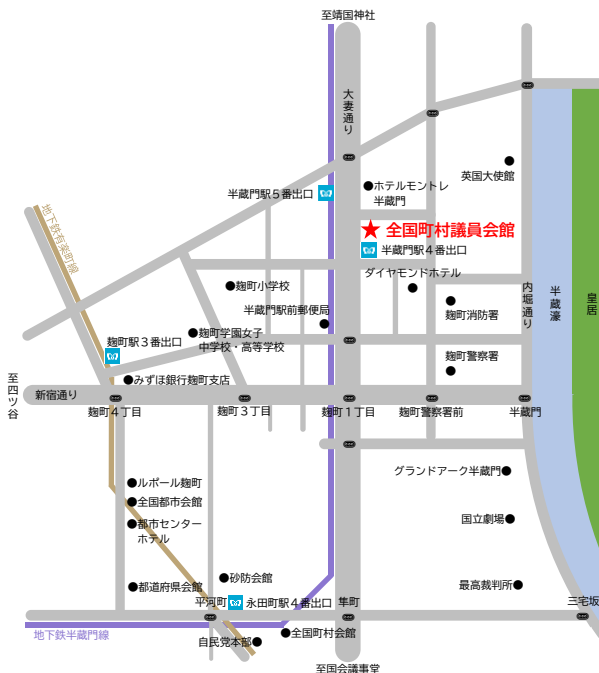 至靖国神社
大妻通り
英国大使館
ホテルモントレ
半蔵門
半蔵門駅5番出口
全国町村議員会館
半蔵門駅4番出口
地下鉄有楽町線
ダイヤモンドホテル
麹町小学校
内堀通り
半蔵濠
皇居
半蔵門駅前郵便局
麹町消防署
麹町学園女子
中学校・高等学校
麹町駅3番出口
麹町警察署
至四ツ谷
みずほ銀行麹町支店
新宿通り
麹町4丁目
麹町3丁目
麹町1丁目
麹町警察署前
半蔵門
グランドアーク半蔵門
ルポール麹町
全国都市会館
都市センター
ホテル
国立劇場
都道府県会館
砂防会館
最高裁判所
平河町
永田町駅4番出口
隼町
三宅坂
地下鉄半蔵門線
自民党本部
全国町村会館
至国会議事堂